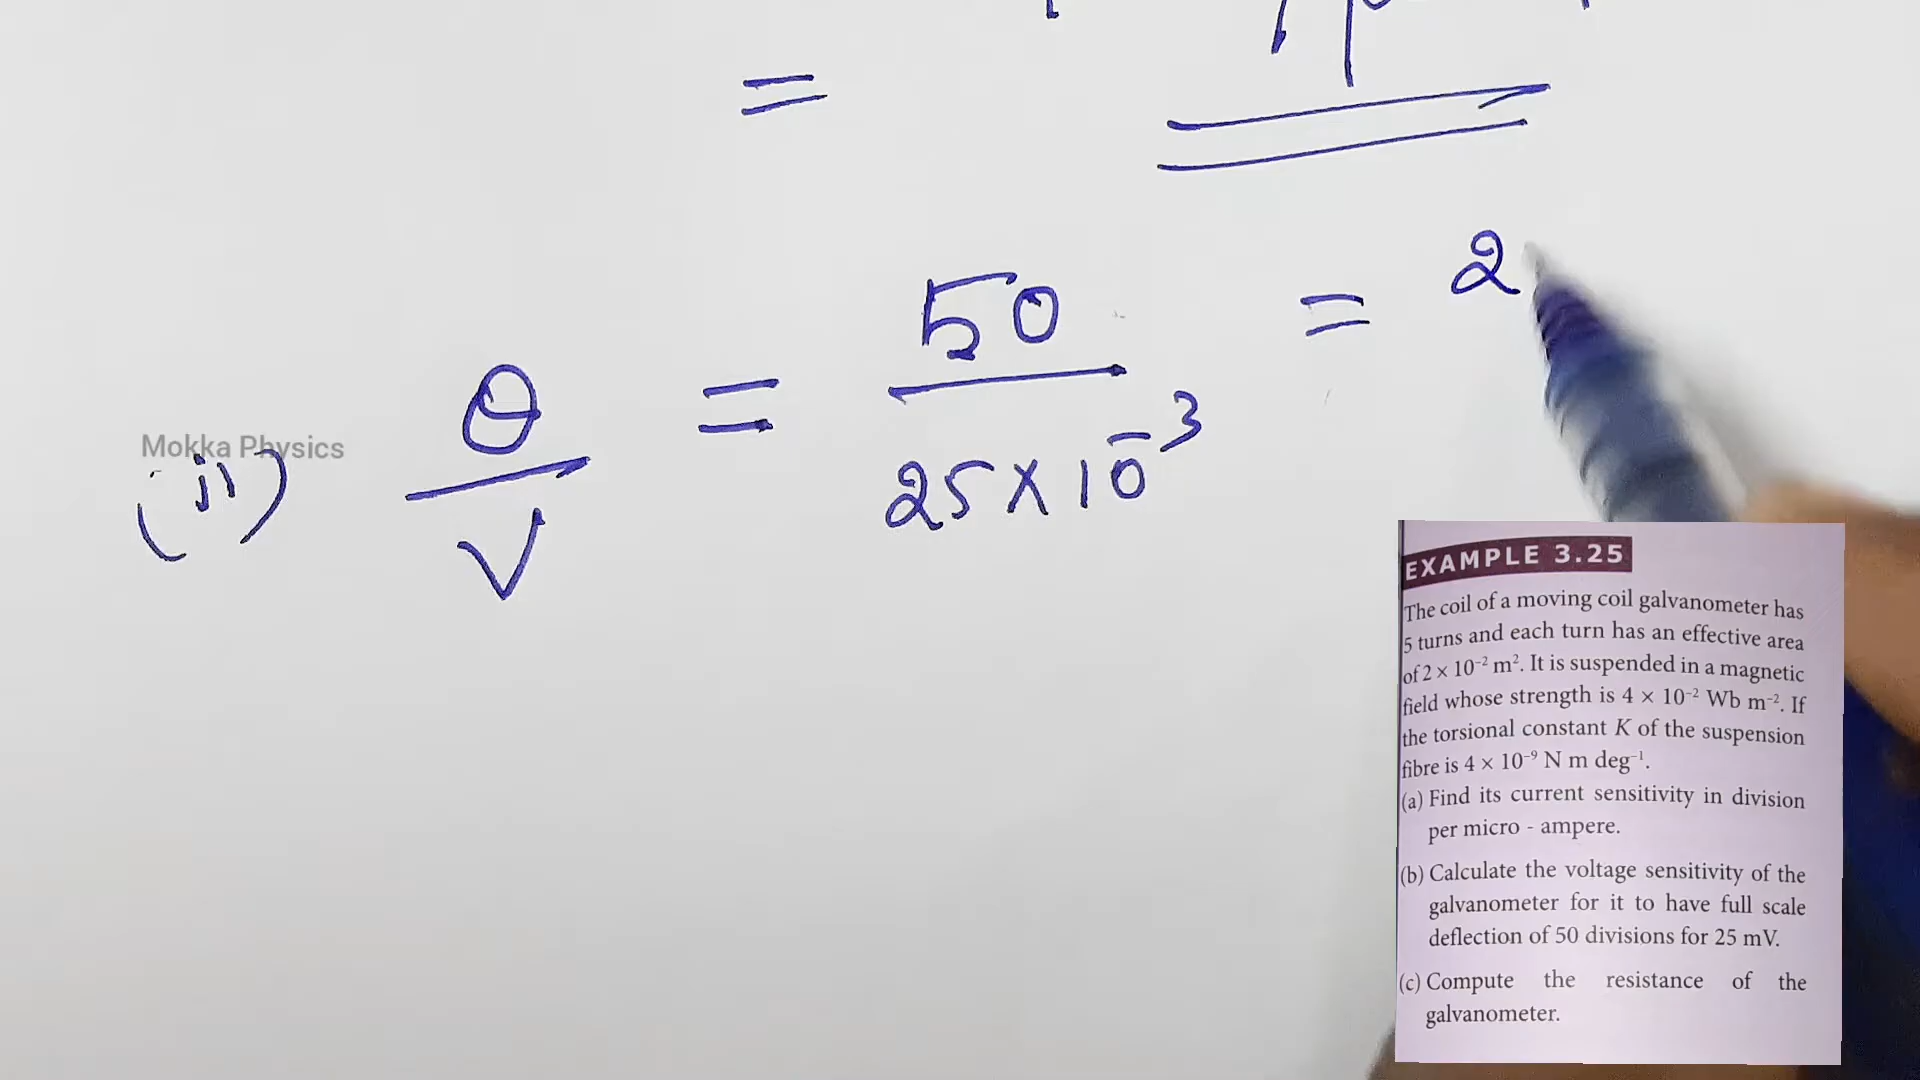 =
(ii) θ/V = 50/25×10⁻³ = 2
Mokka Physics
EXAMPLE 3.25
The coil of a moving coil galvanometer has
5 turns and each turn has an effective area
of 2 × 10⁻² m². It is suspended in a magnetic
field whose strength is 4 × 10⁻² Wb m⁻². If
the torsional constant K of the suspension
fibre is 4 × 10⁻⁹ N m deg⁻¹.
(a) Find its current sensitivity in division
per micro - ampere.
(b) Calculate the voltage sensitivity of the
galvanometer for it to have full scale
deflection of 50 divisions for 25 mV.
(c) Compute the resistance of the
galvanometer.